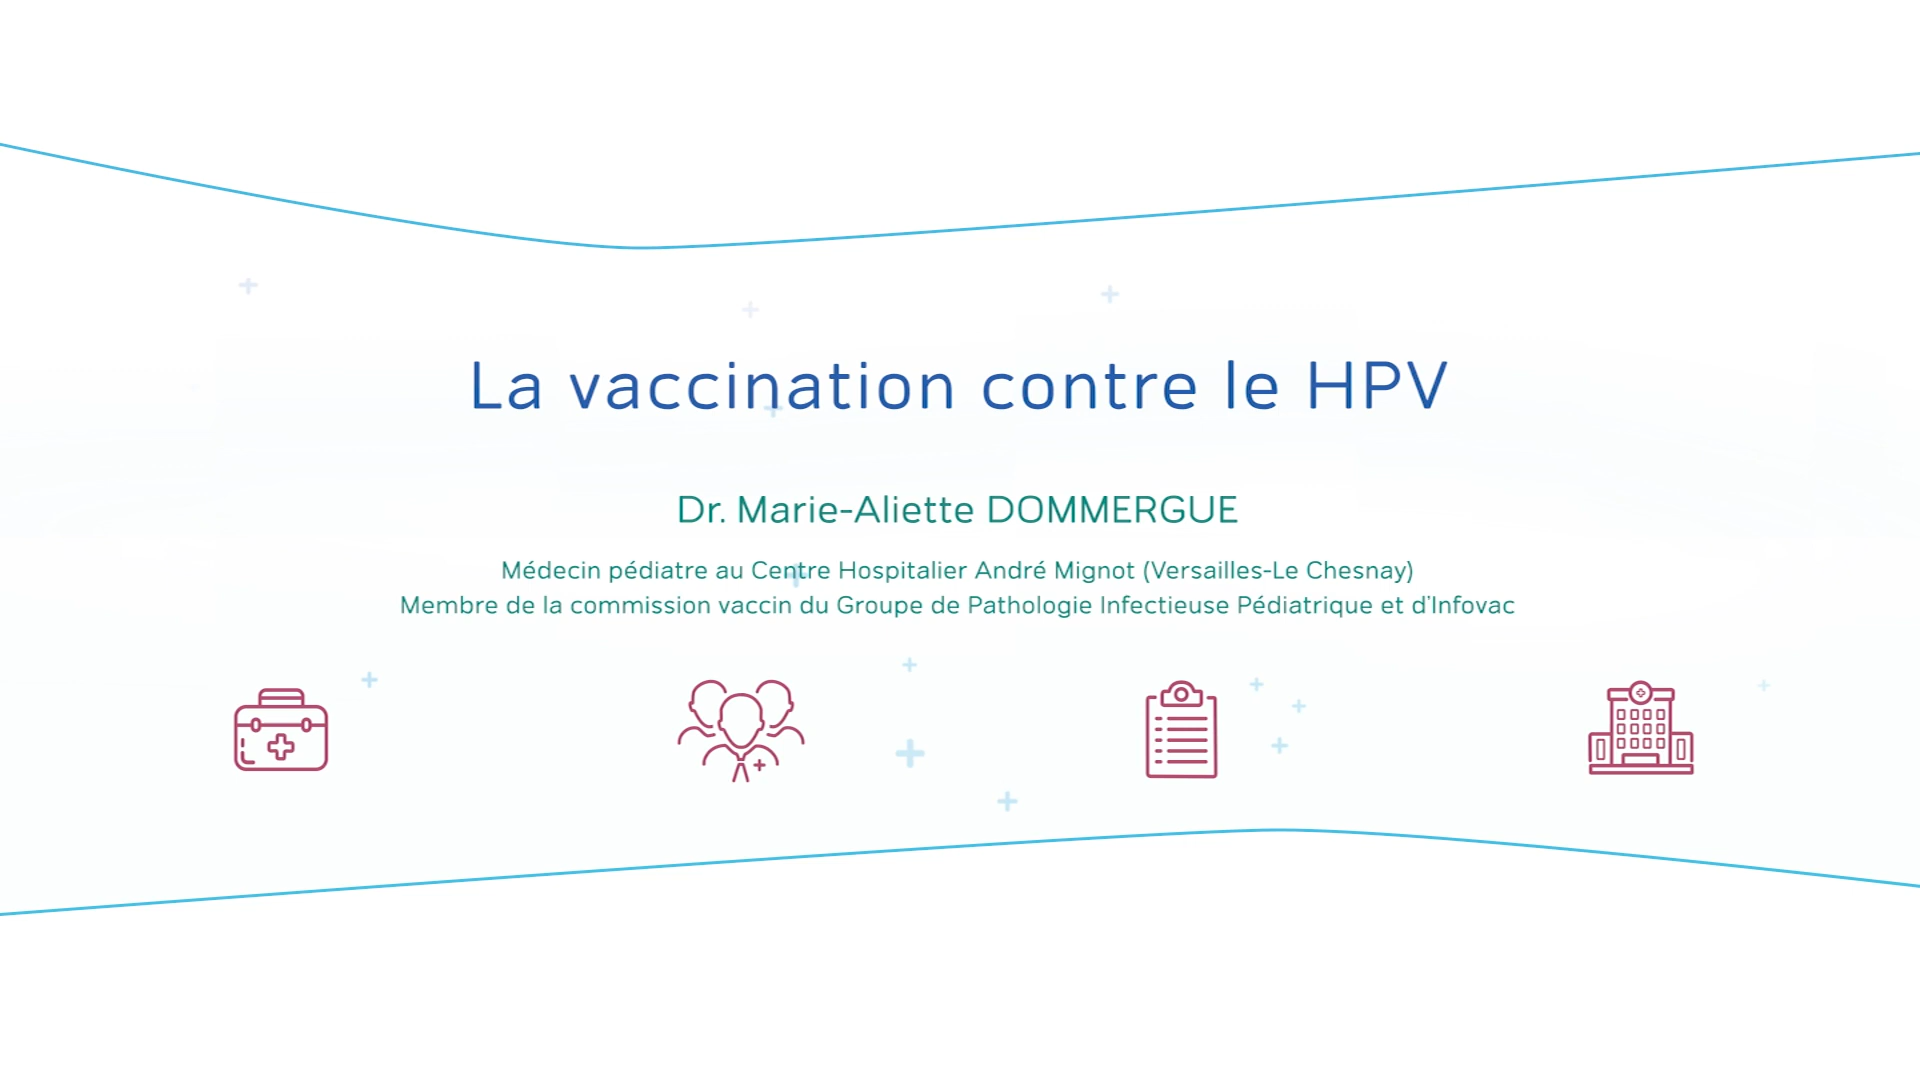 La vaccination contre le HPV
Dr. Marie-Aliette DOMMERGUE
Médecin pédiatre au Centre Hospitalier André Mignot (Versailles-Le Chesnay)
Membre de la commission vaccin du Groupe de Pathologie Infectieuse Pédiatrique et d'Infovac